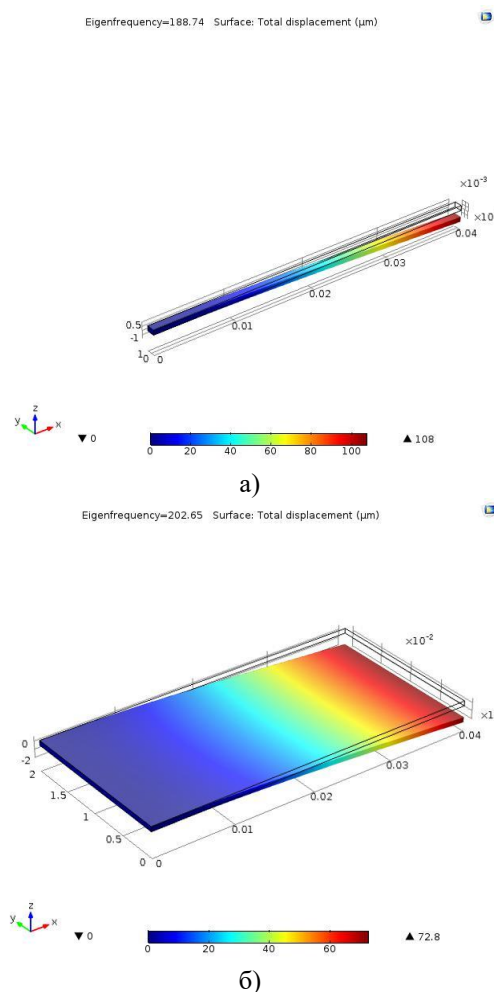 Eigenfrequency=188.74 Surface: Total displacement (µm)
×10⁻³
×10
0.04
0.03
0.02
0.01
0.5
-1
1
0
0
z
y
x
▼ 0
0 20 40 60 80 100
▲ 108
а)
Eigenfrequency=202.65 Surface: Total displacement (µm)
×10⁻²
×1
0.04
0.03
0.02
0.01
0
-2
2
1.5
1
0.5
0
0
z
y
x
▼ 0
0 20 40 60
▲ 72.8
б)